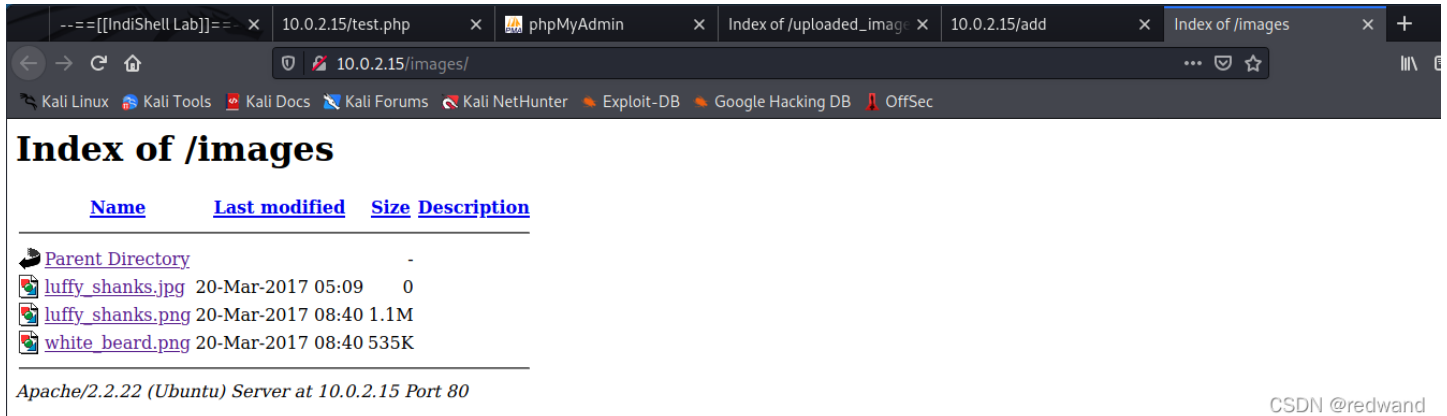 --==[[IndiShell Lab]]==-
10.0.2.15/test.php
phpMyAdmin
Index of /uploaded_image
10.0.2.15/add
Index of /images
10.0.2.15/images/
Kali Linux Kali Tools Kali Docs Kali Forums Kali NetHunter Exploit-DB Google Hacking DB OffSec
Index of /images
Name Last modified Size Description
Parent Directory -
luffy_shanks.jpg 20-Mar-2017 05:09 0
luffy_shanks.png 20-Mar-2017 08:40 1.1M
white_beard.png 20-Mar-2017 08:40 535K
Apache/2.2.22 (Ubuntu) Server at 10.0.2.15 Port 80
CSDN @redwand